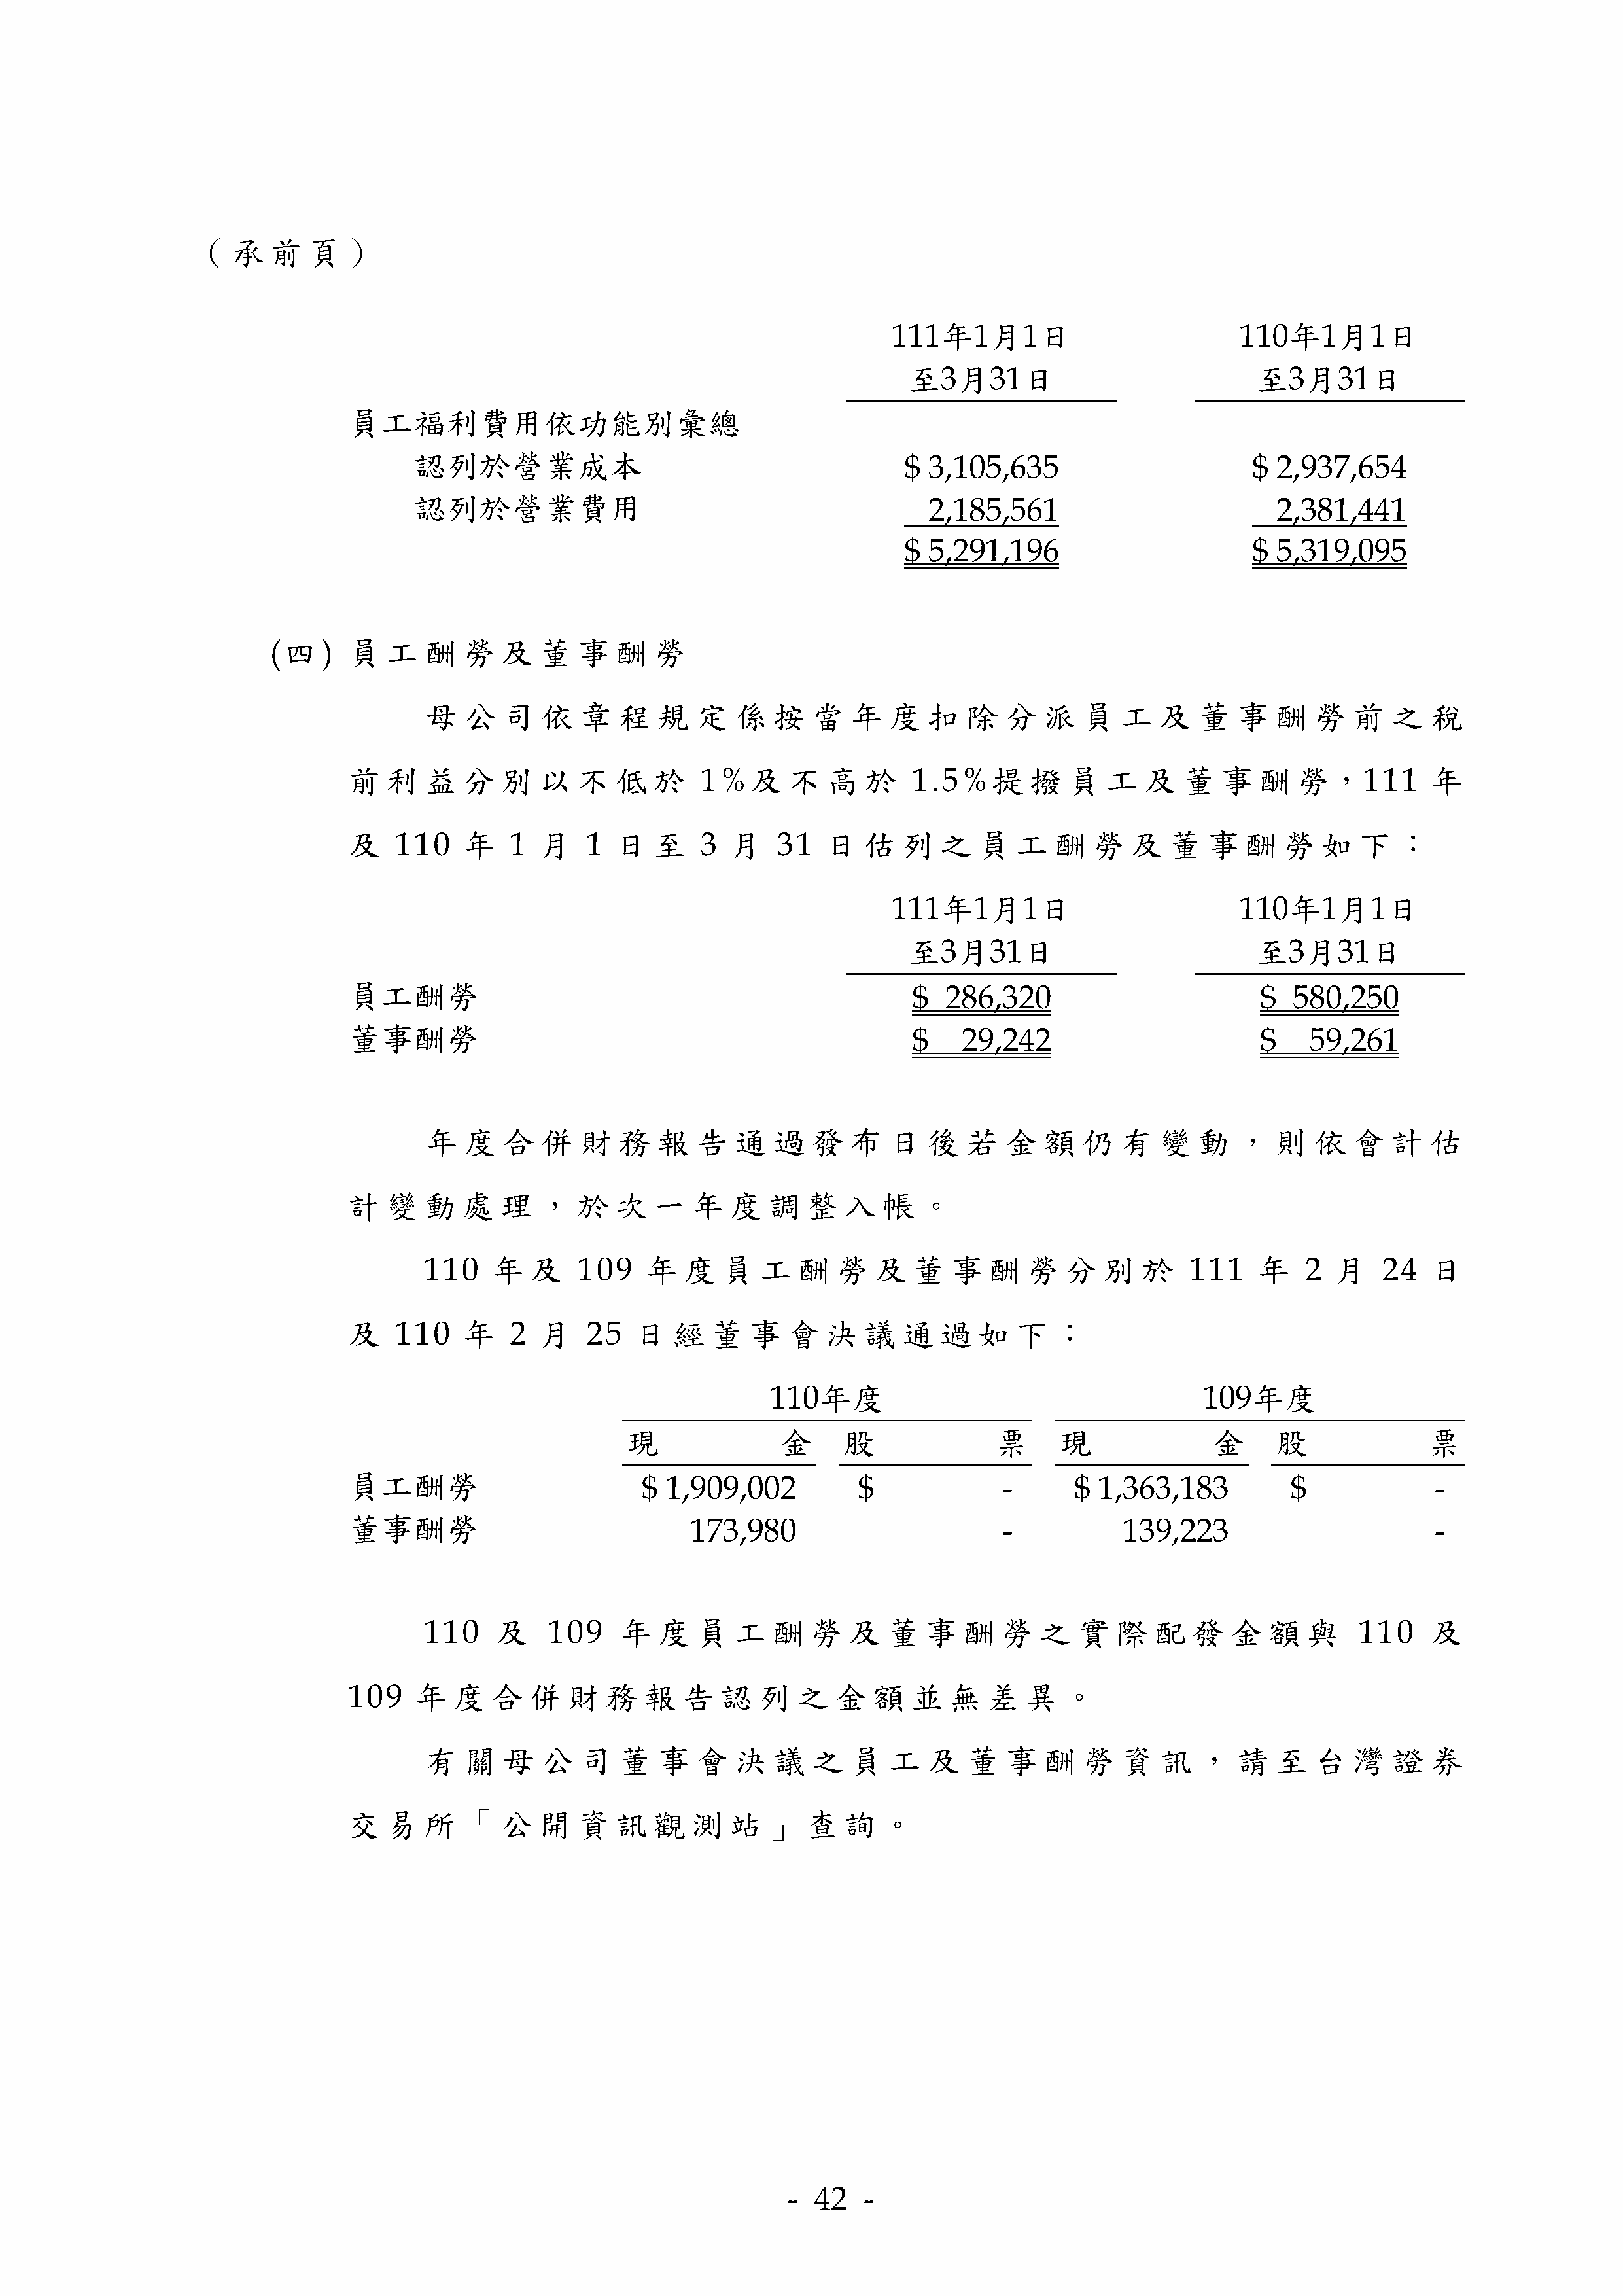 （承前頁）
111年1月1日 110年1月1日
至3月31日 至3月31日
員工福利費用依功能別彙總
認列於營業成本 $ 3,105,635 $ 2,937,654
認列於營業費用 2,185,561 2,381,441
$ 5,291,196 $ 5,319,095
(四) 員工酬勞及董事酬勞
母公司依章程規定係按當年度扣除分派員工及董事酬勞前之稅
前利益分別以不低於 1%及不高於 1.5%提撥員工及董事酬勞，111 年
及 110 年 1 月 1 日至 3 月 31 日估列之員工酬勞及董事酬勞如下：
111年1月1日 110年1月1日
至3月31日 至3月31日
員工酬勞 $ 286,320 $ 580,250
董事酬勞 $ 29,242 $ 59,261
年度合併財務報告通過發布日後若金額仍有變動，則依會計估
計變動處理，於次一年度調整入帳。
110 年及 109 年度員工酬勞及董事酬勞分別於 111 年 2 月 24 日
及 110 年 2 月 25 日經董事會決議通過如下：
110年度 109年度
現金 股票 現金 股票
員工酬勞 $ 1,909,002 $ - $ 1,363,183 $ -
董事酬勞 173,980 - 139,223 -
110 及 109 年度員工酬勞及董事酬勞之實際配發金額與 110 及
109 年度合併財務報告認列之金額並無差異。
有關母公司董事會決議之員工及董事酬勞資訊，請至台灣證券
交易所「公開資訊觀測站」查詢。
- 42 -